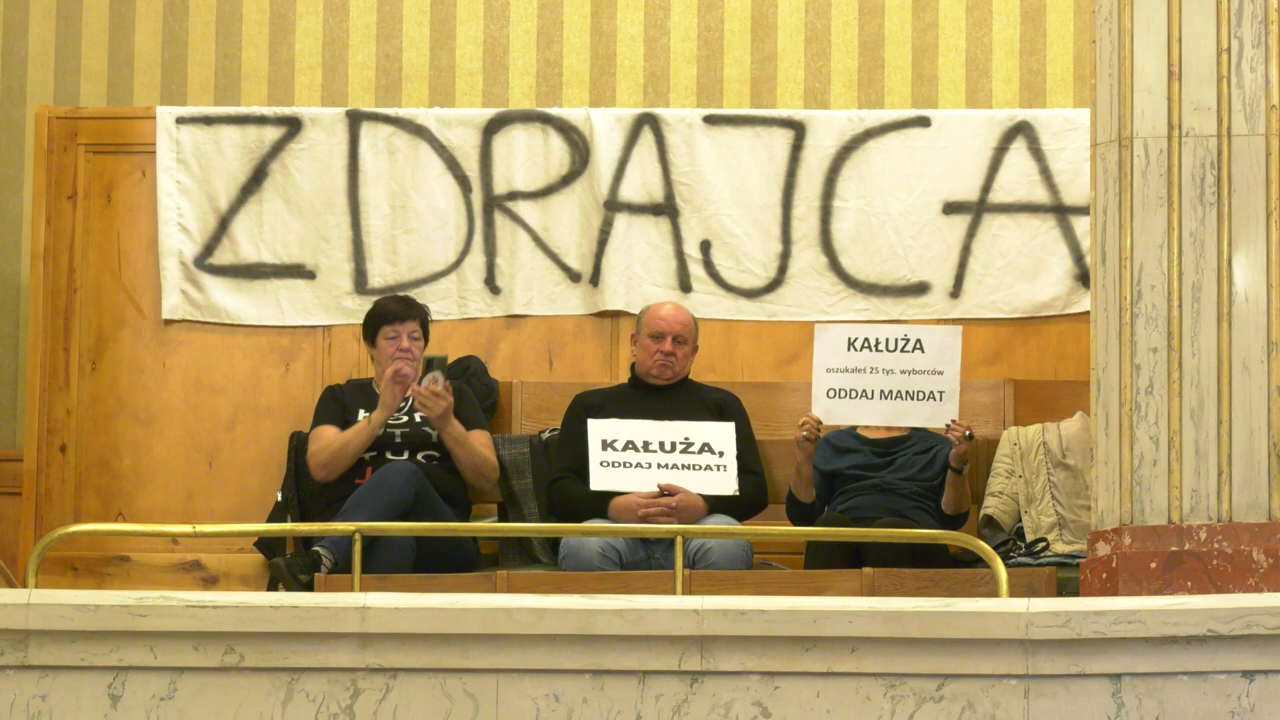 ZDRAJCA
KAŁUŻA
oszukałeś 25 tys. wyborców
ODDAJ MANDAT
KAŁUŻA,
ODDAJ MANDAT!